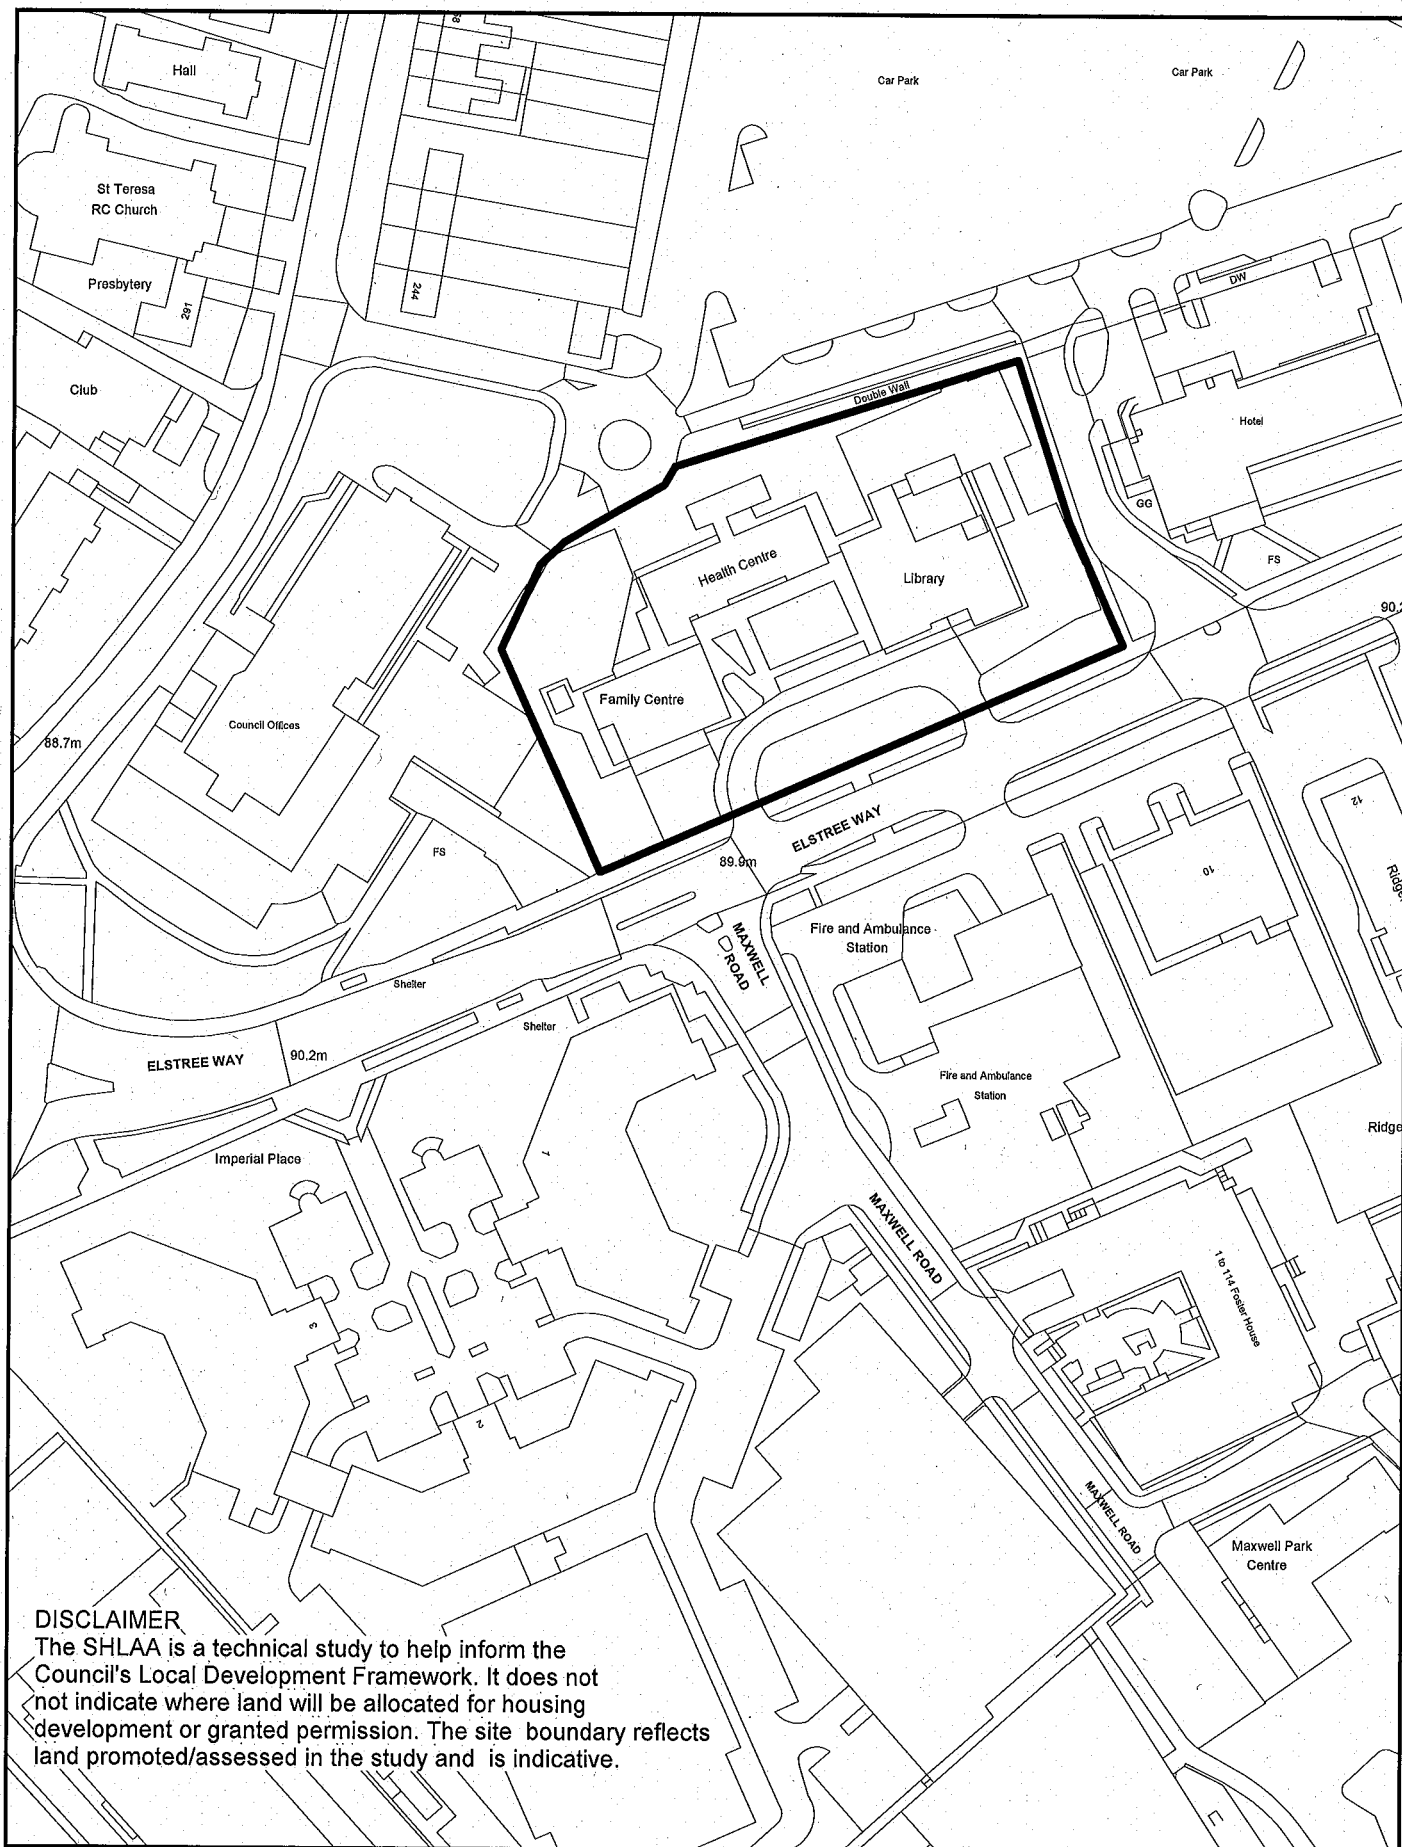 58
Hall
Car Park
Car Park
St Teresa
RC Church
Presbytery
291
244
DW
Club
Double Wall
Hotel
GG
FS
Health Centre
Library
90.2
Family Centre
Council Offices
88.7m
ELSTREE WAY
89.9m
FS
12
10
Fire and Ambulance
Station
MAXWELL
ROAD
Shelter
Shelter
ELSTREE WAY
90.2m
Fire and Ambulance
Station
Ridge
Imperial Place
1
MAXWELL ROAD
1 to 114 Foster House
3
2
MAXWELL ROAD
Maxwell Park
Centre
DISCLAIMER
The SHLAA is a technical study to help inform the
Council's Local Development Framework. It does not
not indicate where land will be allocated for housing
development or granted permission. The site boundary reflects
land promoted/assessed in the study and is indicative.